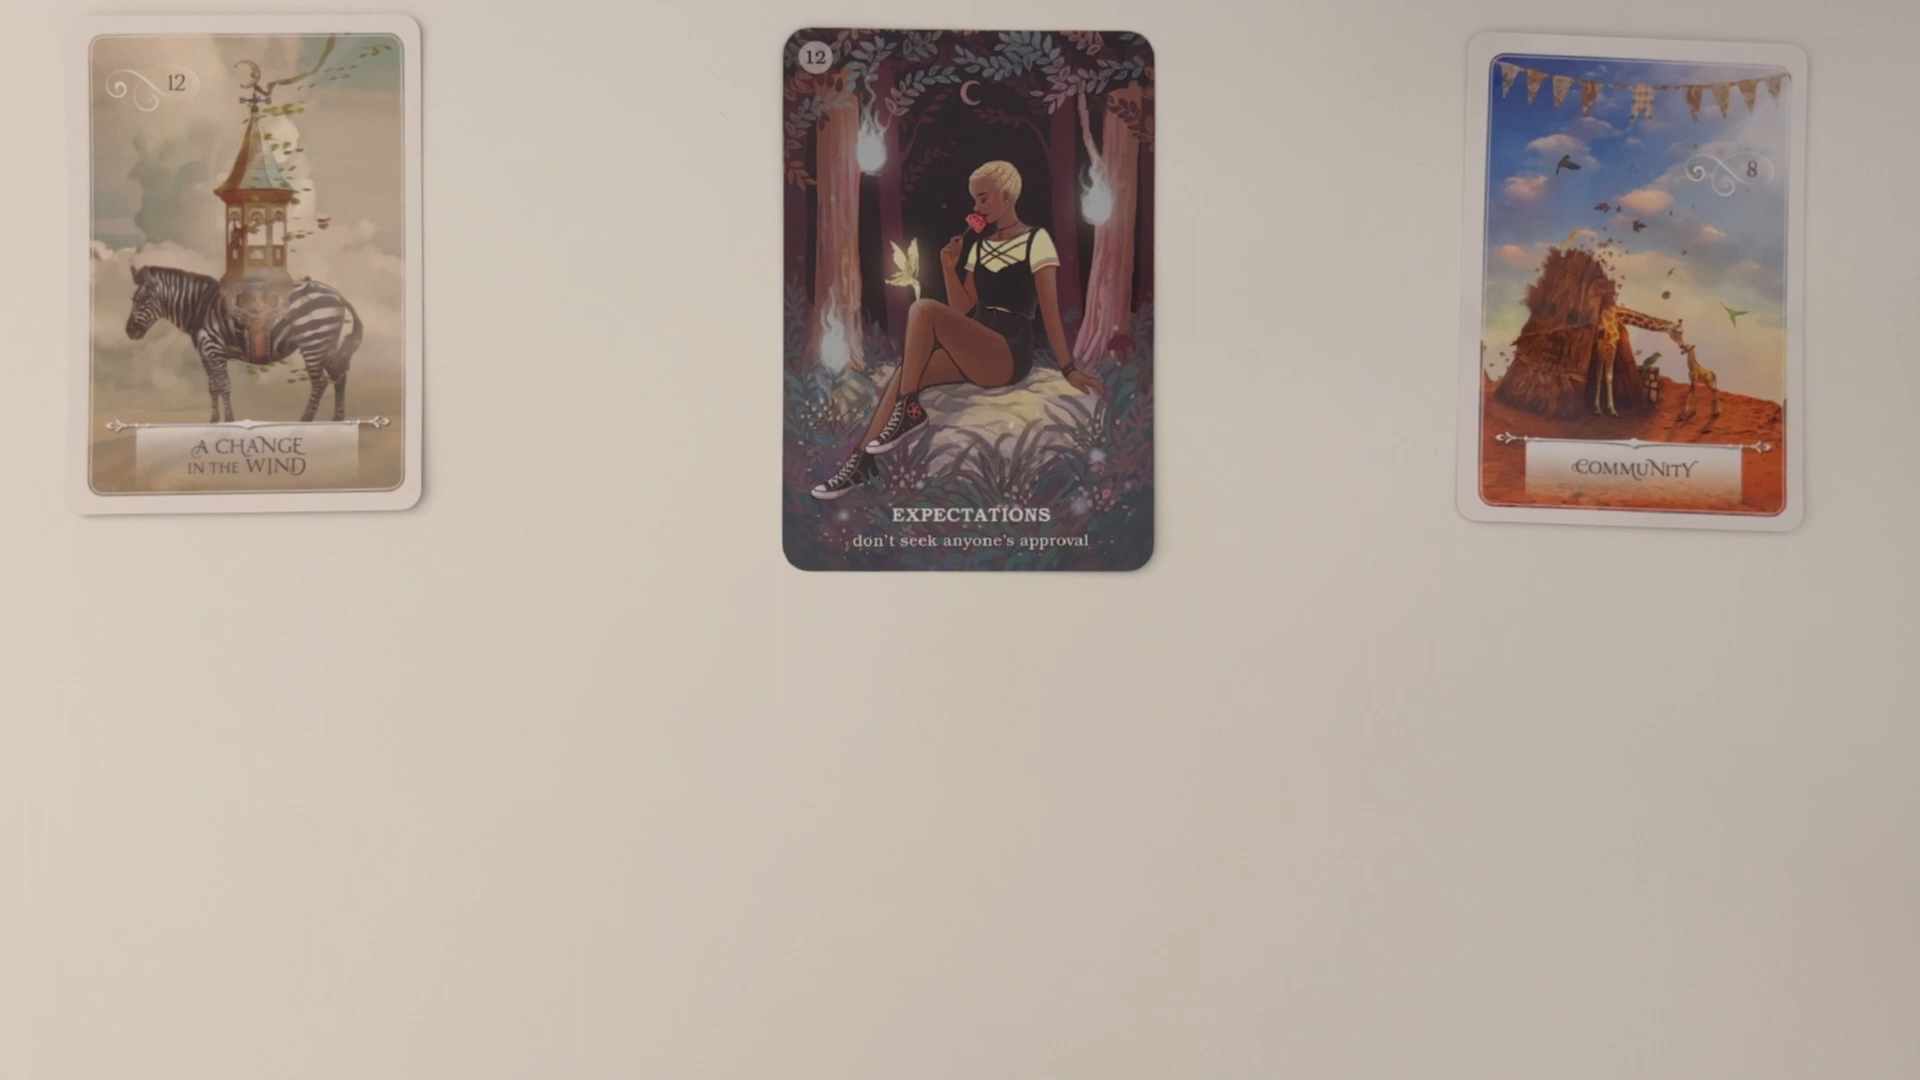 12
A CHANGE
IN THE WIND
12
EXPECTATIONS
don't seek anyone's approval
8
COMMUNITY